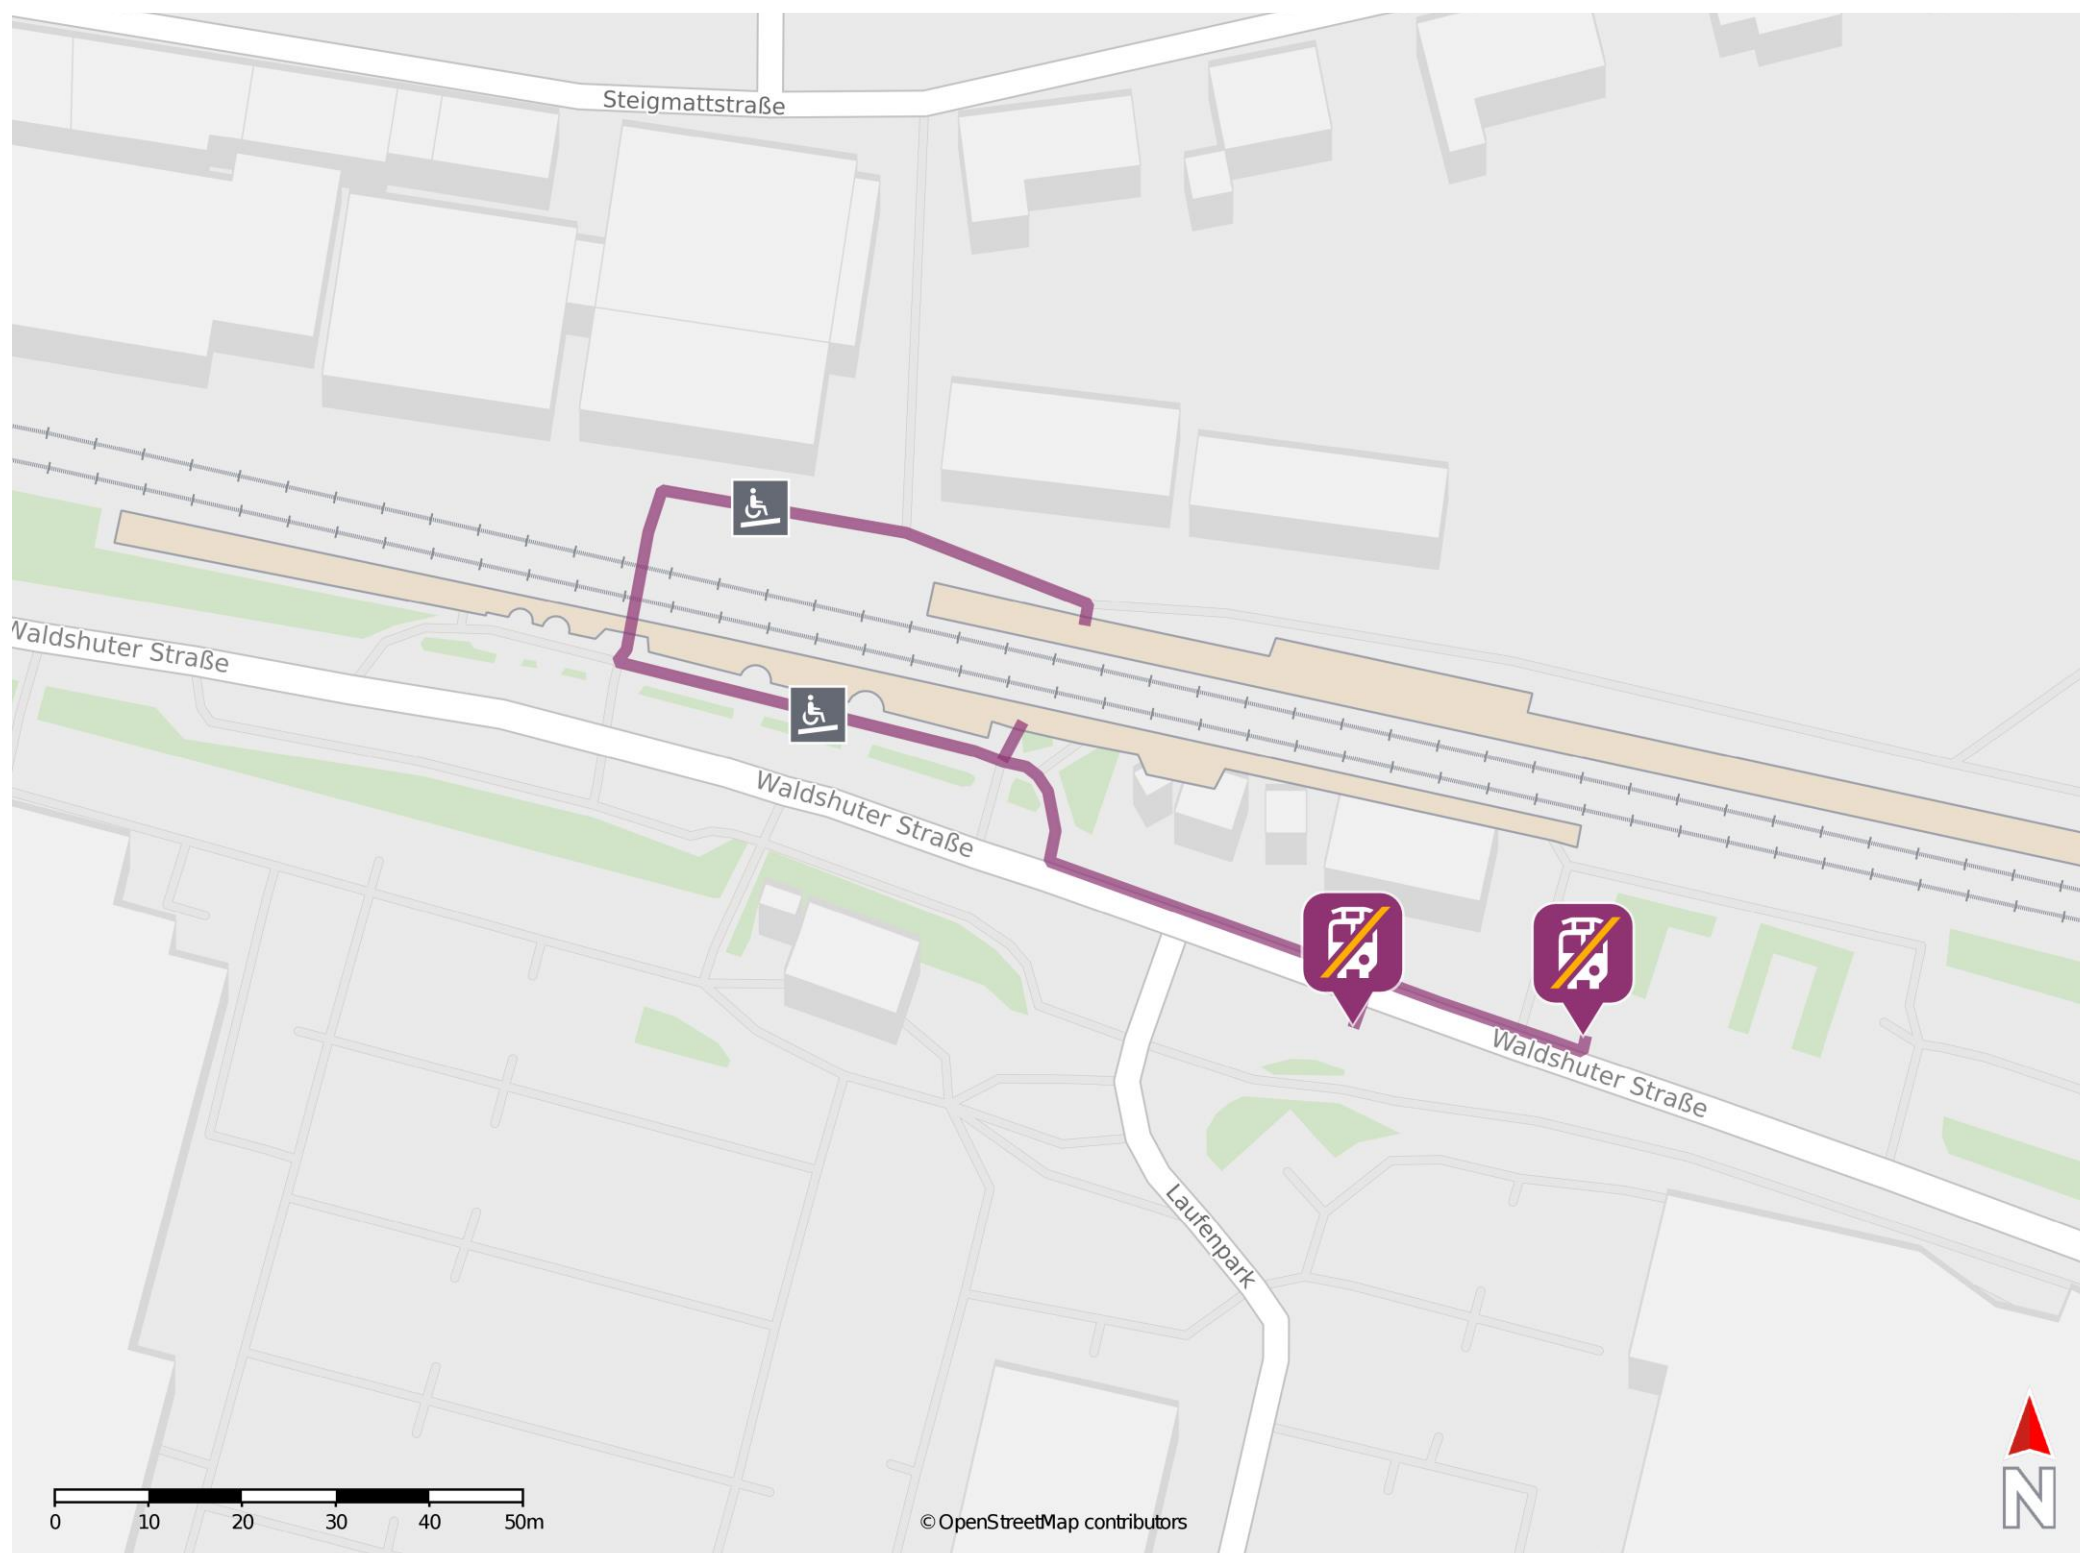 Steigmattstraße
Waldshuter Straße
Waldshuter Straße
Waldshuter Straße
Laufenpark
0 10 20 30 40 50m
© OpenStreetMap contributors
N